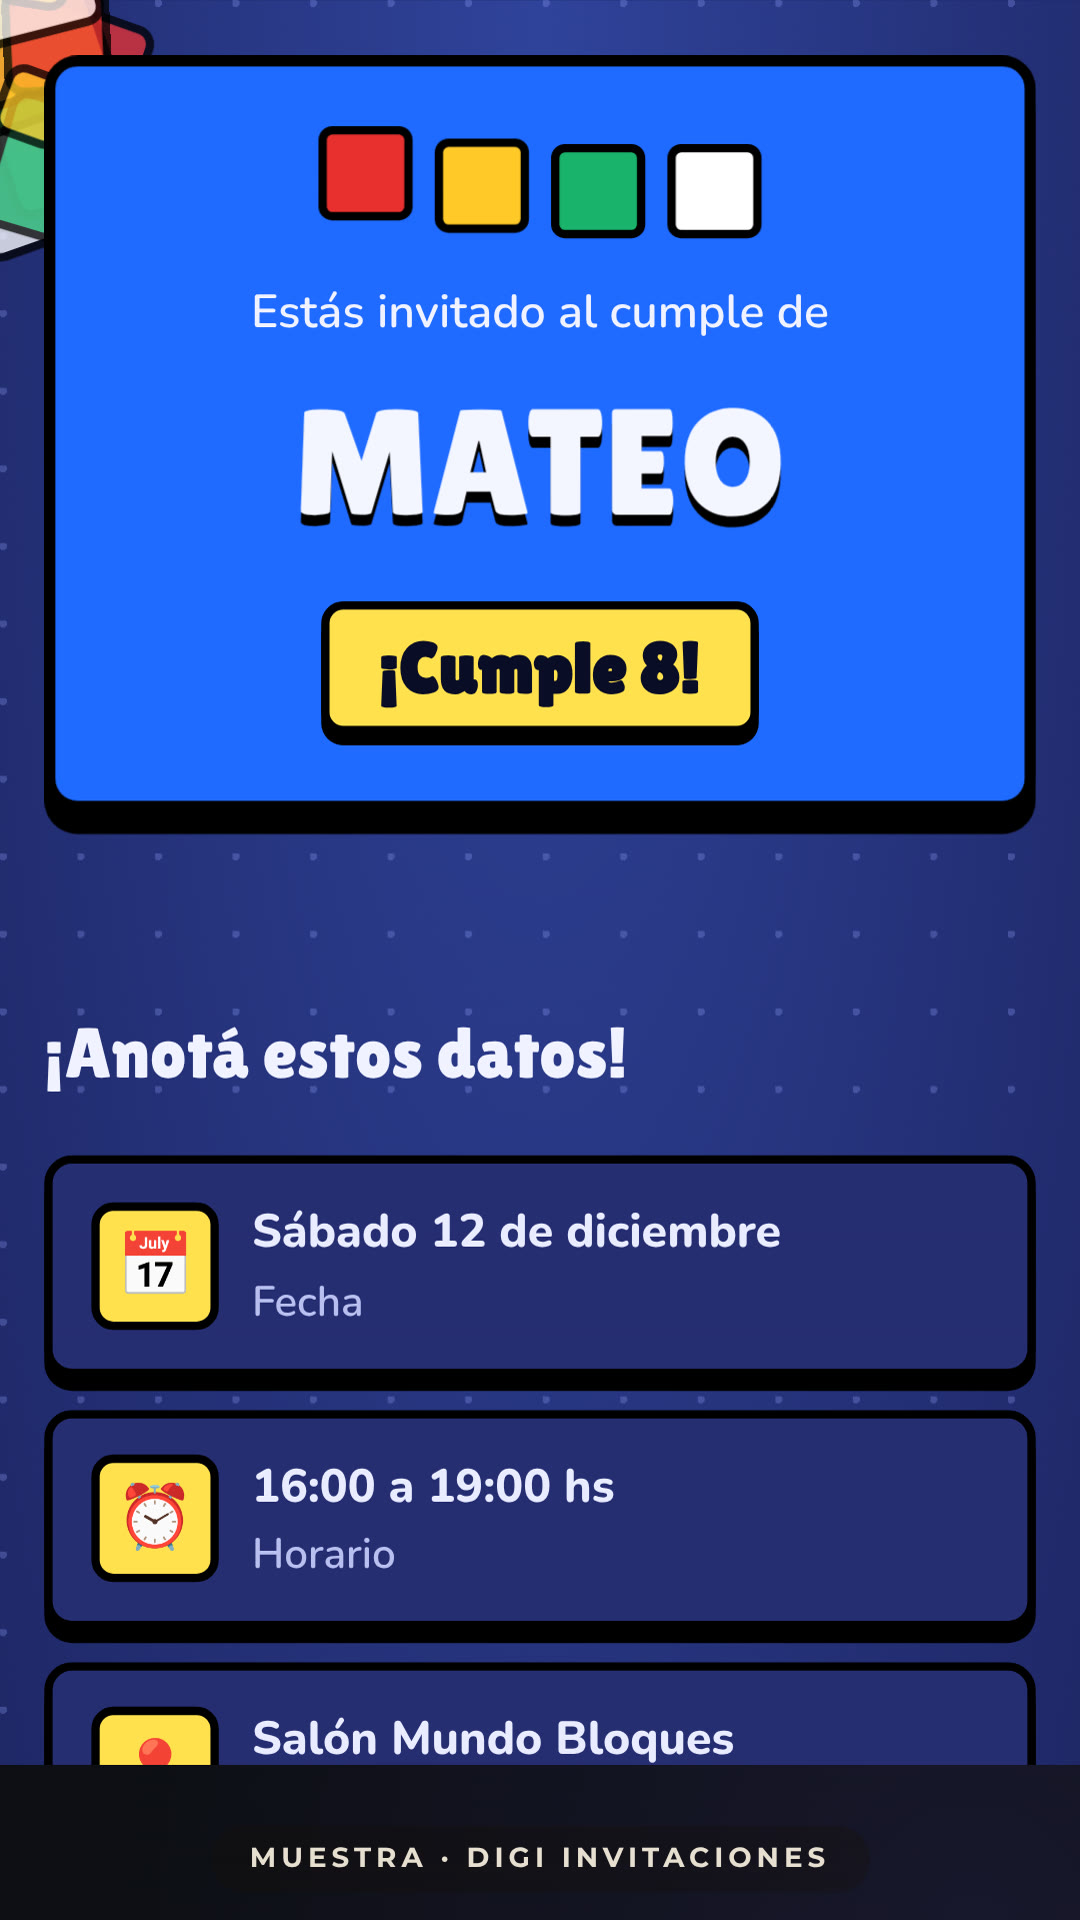 Estás invitado al cumple de
MATEO
¡Cumple 8!
¡Anotá estos datos!
July
17
Sábado 12 de diciembre
Fecha
16:00 a 19:00 hs
Horario
Salón Mundo Bloques
MUESTRA · DIGI INVITACIONES